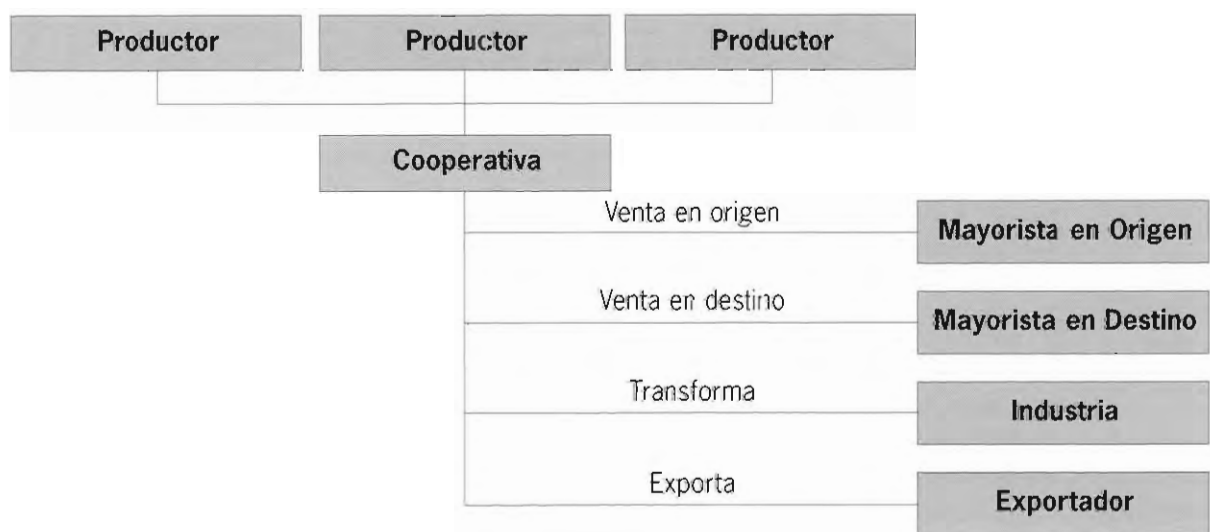 Productor
Productor
Productor
Cooperativa
Venta en origen
Mayorista en Origen
Venta en destino
Mayorista en Destino
Transforma
Industria
Exporta
Exportador